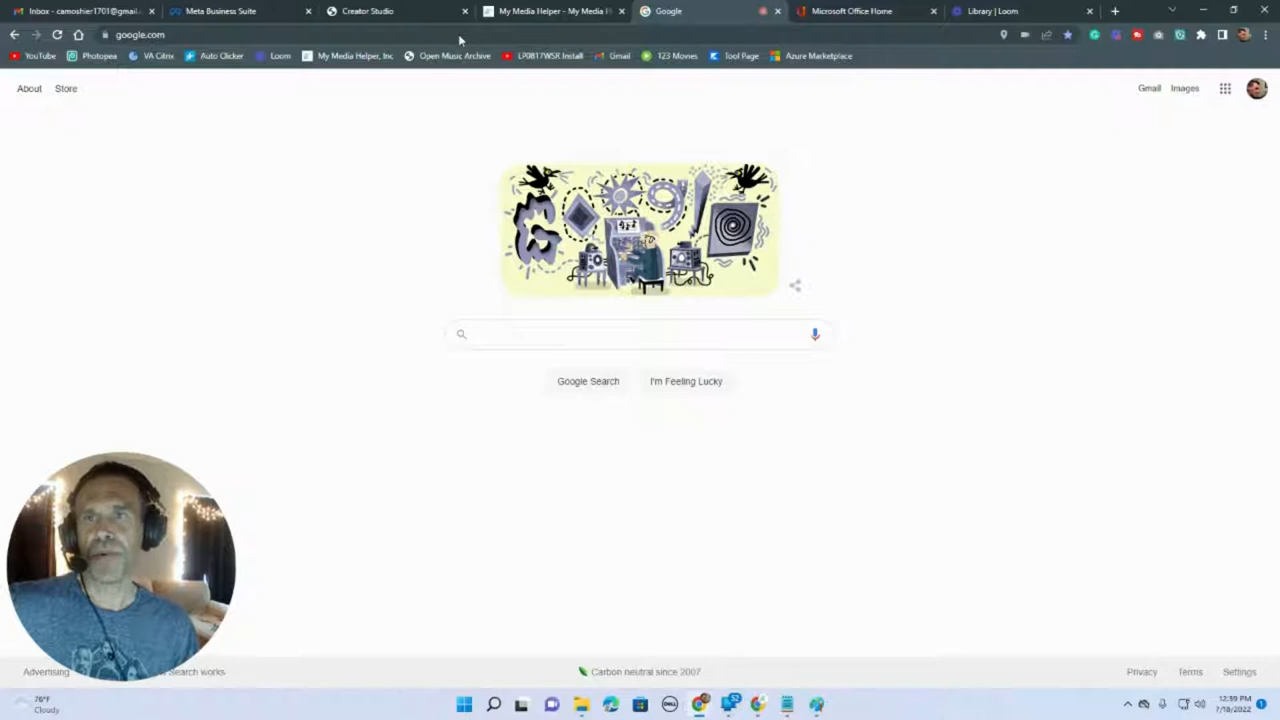 Inbox - camoshier1701@gmail. Meta Business Suite Creator Studio My Media Helper - My Media H Google Microsoft Office Home Library | Loom
google.com
YouTube Photopea VA Citrix Auto Clicker Loom My Media Helper, Inc Open Music Archive LP0817WSR Install Gmail 123 Movies Tool Page Azure Marketplace
About Store Gmail Images
Google Search I'm Feeling Lucky
Advertising Search works Carbon neutral since 2007 Privacy Terms Settings
76°F
Cloudy
12:39 PM
7/18/2022